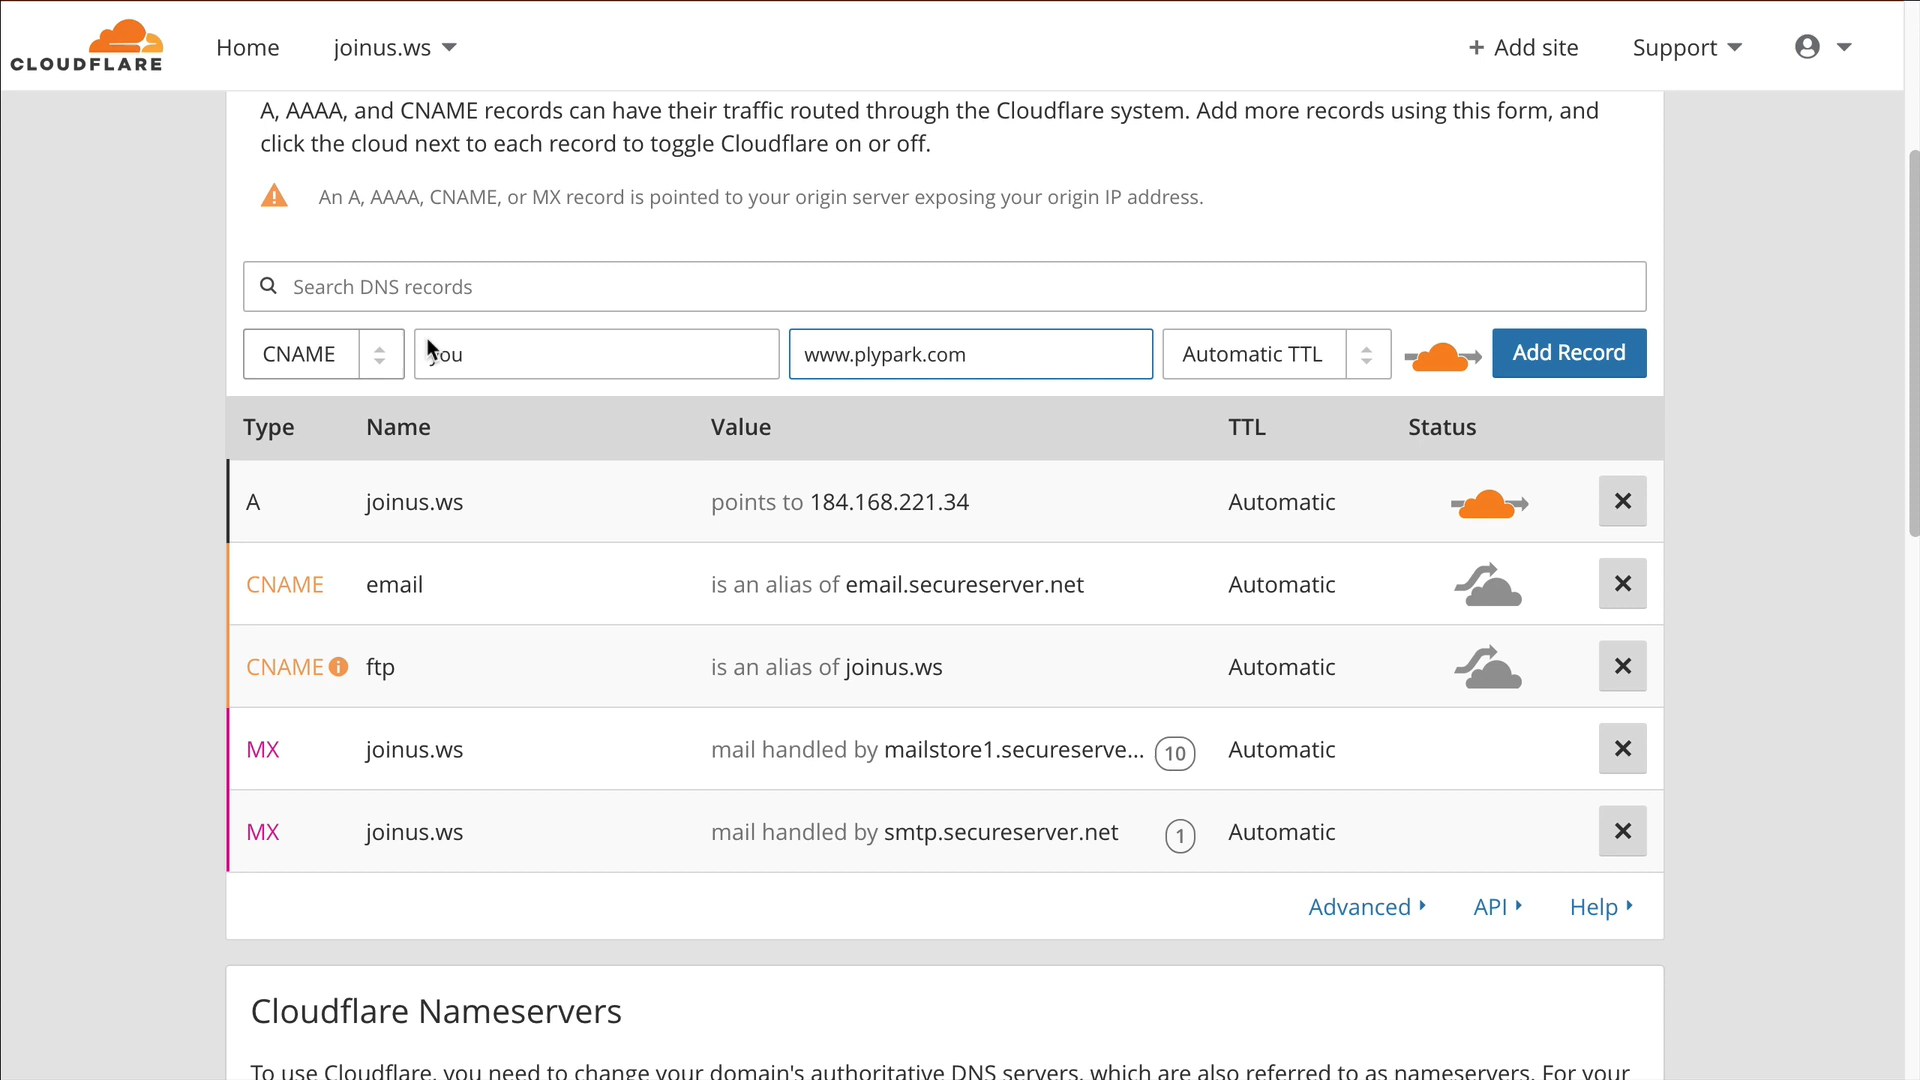 CLOUDFLARE
Home
joinus.ws
+ Add site
Support
A, AAAA, and CNAME records can have their traffic routed through the Cloudflare system. Add more records using this form, and
click the cloud next to each record to toggle Cloudflare on or off.
An A, AAAA, CNAME, or MX record is pointed to your origin server exposing your origin IP address.
Search DNS records
CNAME
you
www.plypark.com
Automatic TTL
Add Record
Type Name Value TTL Status
A joinus.ws points to 184.168.221.34 Automatic
CNAME email is an alias of email.secureserver.net Automatic
CNAME ftp is an alias of joinus.ws Automatic
MX joinus.ws mail handled by mailstore1.secureserve... 10 Automatic
MX joinus.ws mail handled by smtp.secureserver.net 1 Automatic
Advanced API Help
Cloudflare Nameservers
To use Cloudflare, you need to change your domain's authoritative DNS servers, which are also referred to as nameservers. For your